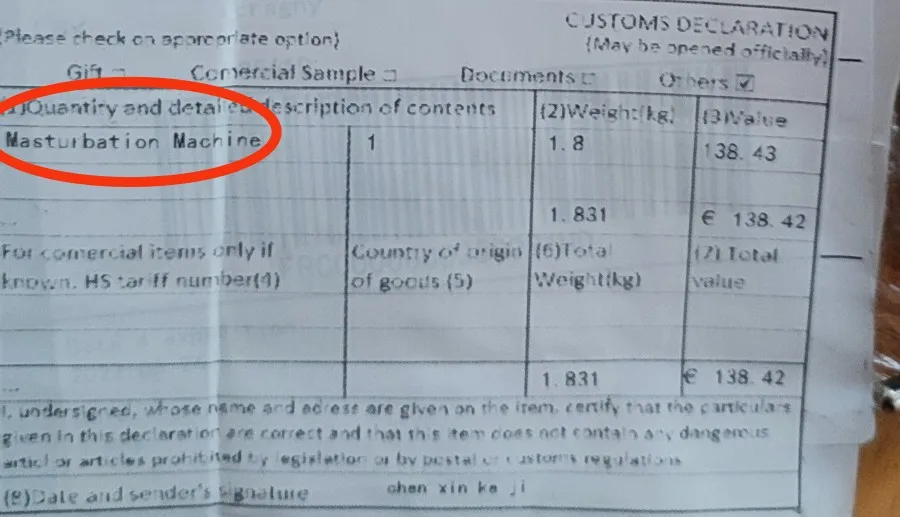 CUSTOMS DECLARATION
(Please check on apprcpriate option)
(May be opened officially)
Gift Comercial Sample Documents Others
(1)Quantity and detailed description of contents (2)Weight(kg) (3)Value
Masturbation Machine 1 1.8 138.43
... 1.831 € 138.42
For comercial items only if Country of origin (6)Total (7)Total
known. HS tariff number(4) of goods(5) Weight(kg) value
... 1.831 € 138.42
I, undersigned, whose name and adress are given on the item, certify that the particulars
given in this declaration are correct and that this item does not contain any dangerous
articl or articles prohibited by legislation or by postal or customs regulations
(8)Date and sender's signature chen xin ke ji